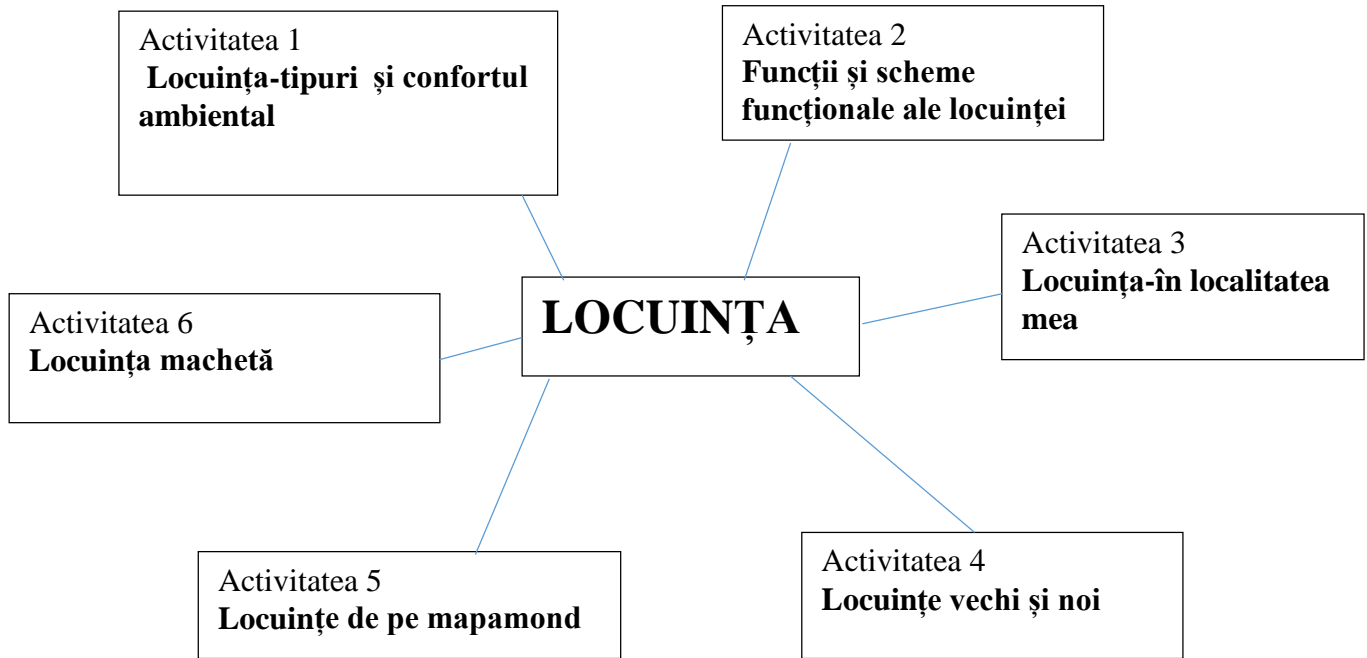 Activitatea 1
Locuința-tipuri și confortul
ambiental
Activitatea 2
Funcții și scheme
funcționale ale locuinței
Activitatea 3
Locuința-în localitatea
mea
LOCUINȚA
Activitatea 6
Locuința machetă
Activitatea 5
Locuințe de pe mapamond
Activitatea 4
Locuințe vechi și noi